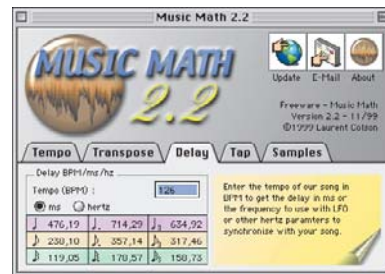 Music Math 2.2
MUSIC MATH
2.2
Update E-Mail About
Freeware - Music Math
Version 2.2 - 11/99
©1999 Laurent Colson
Tempo Transpose Delay Tap Samples
Delay BPM/ms/hz
Tempo (BPM) : 126
ms hertz
476,19 714,29 634,92
238,10 357,14 317,46
119,05 178,57 158,73
Enter the tempo of our song in
BPM to get the delay in ms or
the frequency to use with LFO
or other hertz paramters to
synchronise with your song.